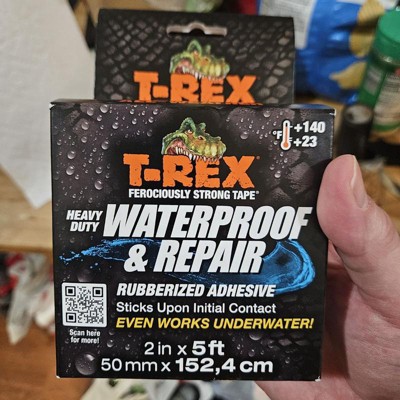 T-REX
°F +140
+23
T-REX
FEROCIOUSLY STRONG TAPE®
HEAVY DUTY WATERPROOF
& REPAIR
RUBBERIZED ADHESIVE
Sticks Upon Initial Contact
EVEN WORKS UNDERWATER!
Scan here
for more!
2 in x 5 ft
50 mm x 152,4 cm